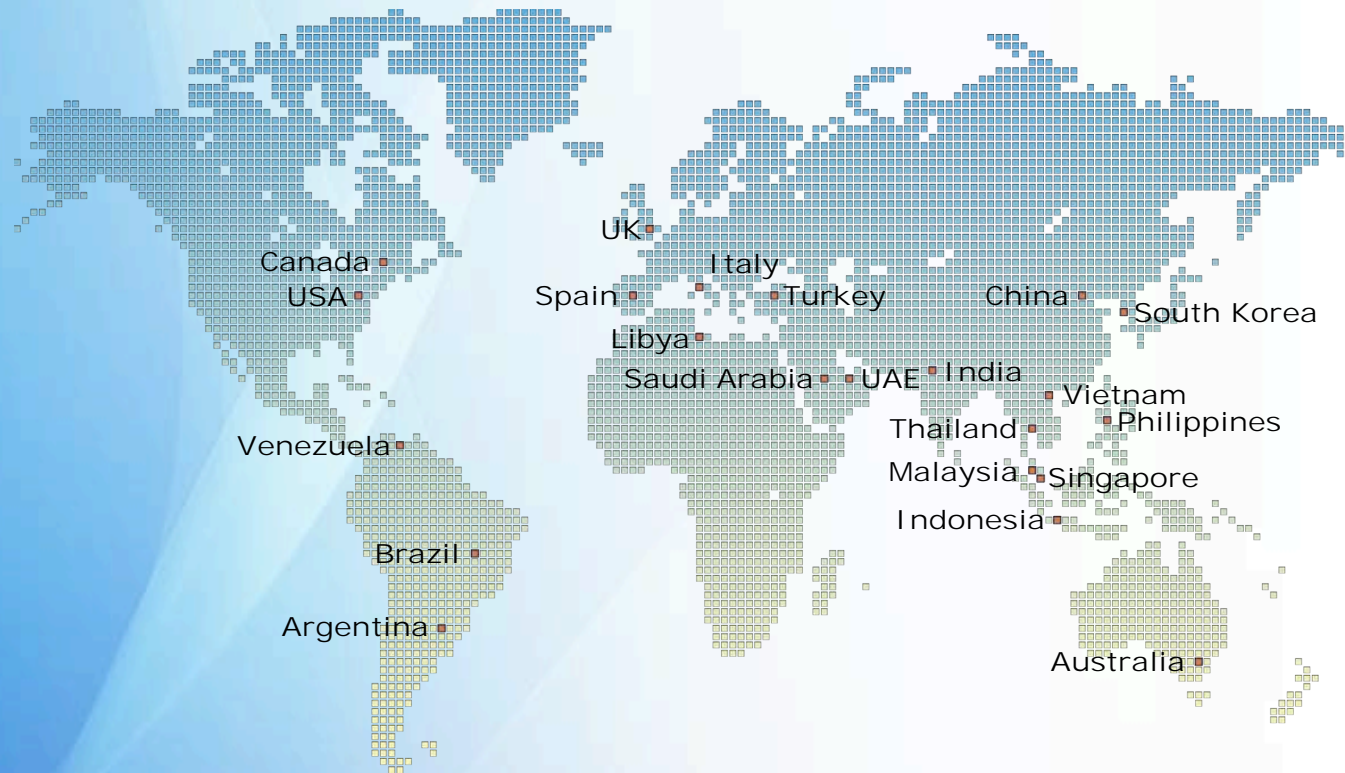 UK
Canada
Italy
USA
Spain
Turkey
China
South Korea
Libya
Saudi Arabia
UAE
India
Vietnam
Philippines
Thailand
Venezuela
Malaysia
Singapore
Indonesia
Brazil
Argentina
Australia